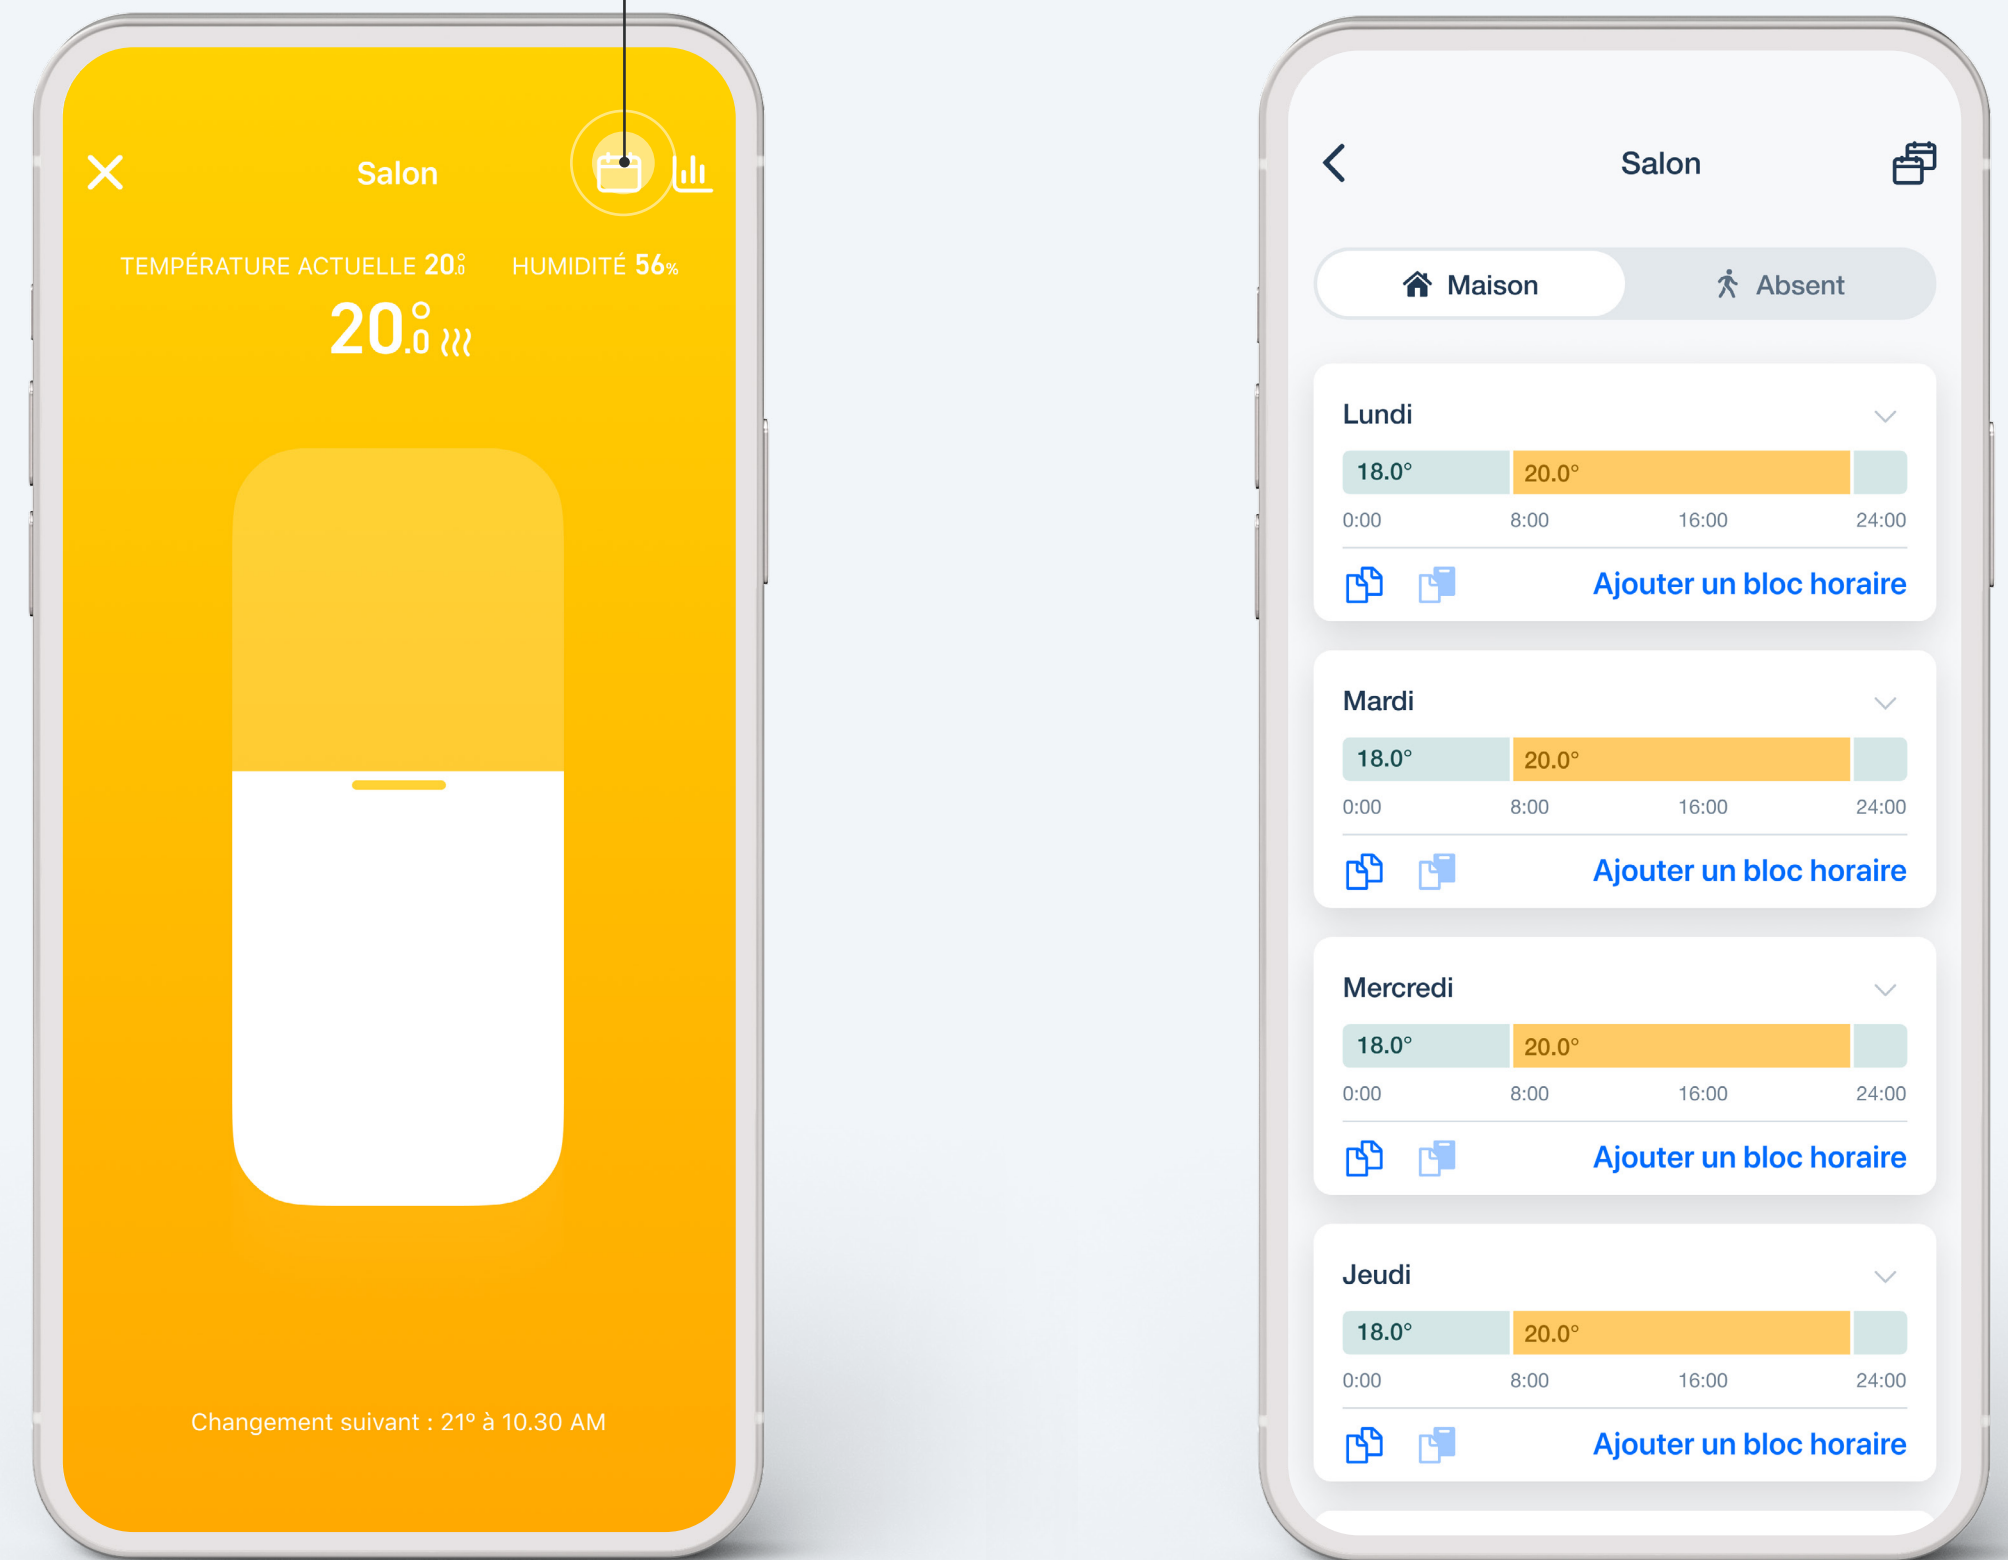 Salon
TEMPÉRATURE ACTUELLE 20.0° HUMIDITÉ 56%
20.0°
Changement suivant : 21° à 10.30 AM
Salon
Maison Absent
Lundi
18.0° 20.0°
0:00 8:00 16:00 24:00
Ajouter un bloc horaire
Mardi
18.0° 20.0°
0:00 8:00 16:00 24:00
Ajouter un bloc horaire
Mercredi
18.0° 20.0°
0:00 8:00 16:00 24:00
Ajouter un bloc horaire
Jeudi
18.0° 20.0°
0:00 8:00 16:00 24:00
Ajouter un bloc horaire